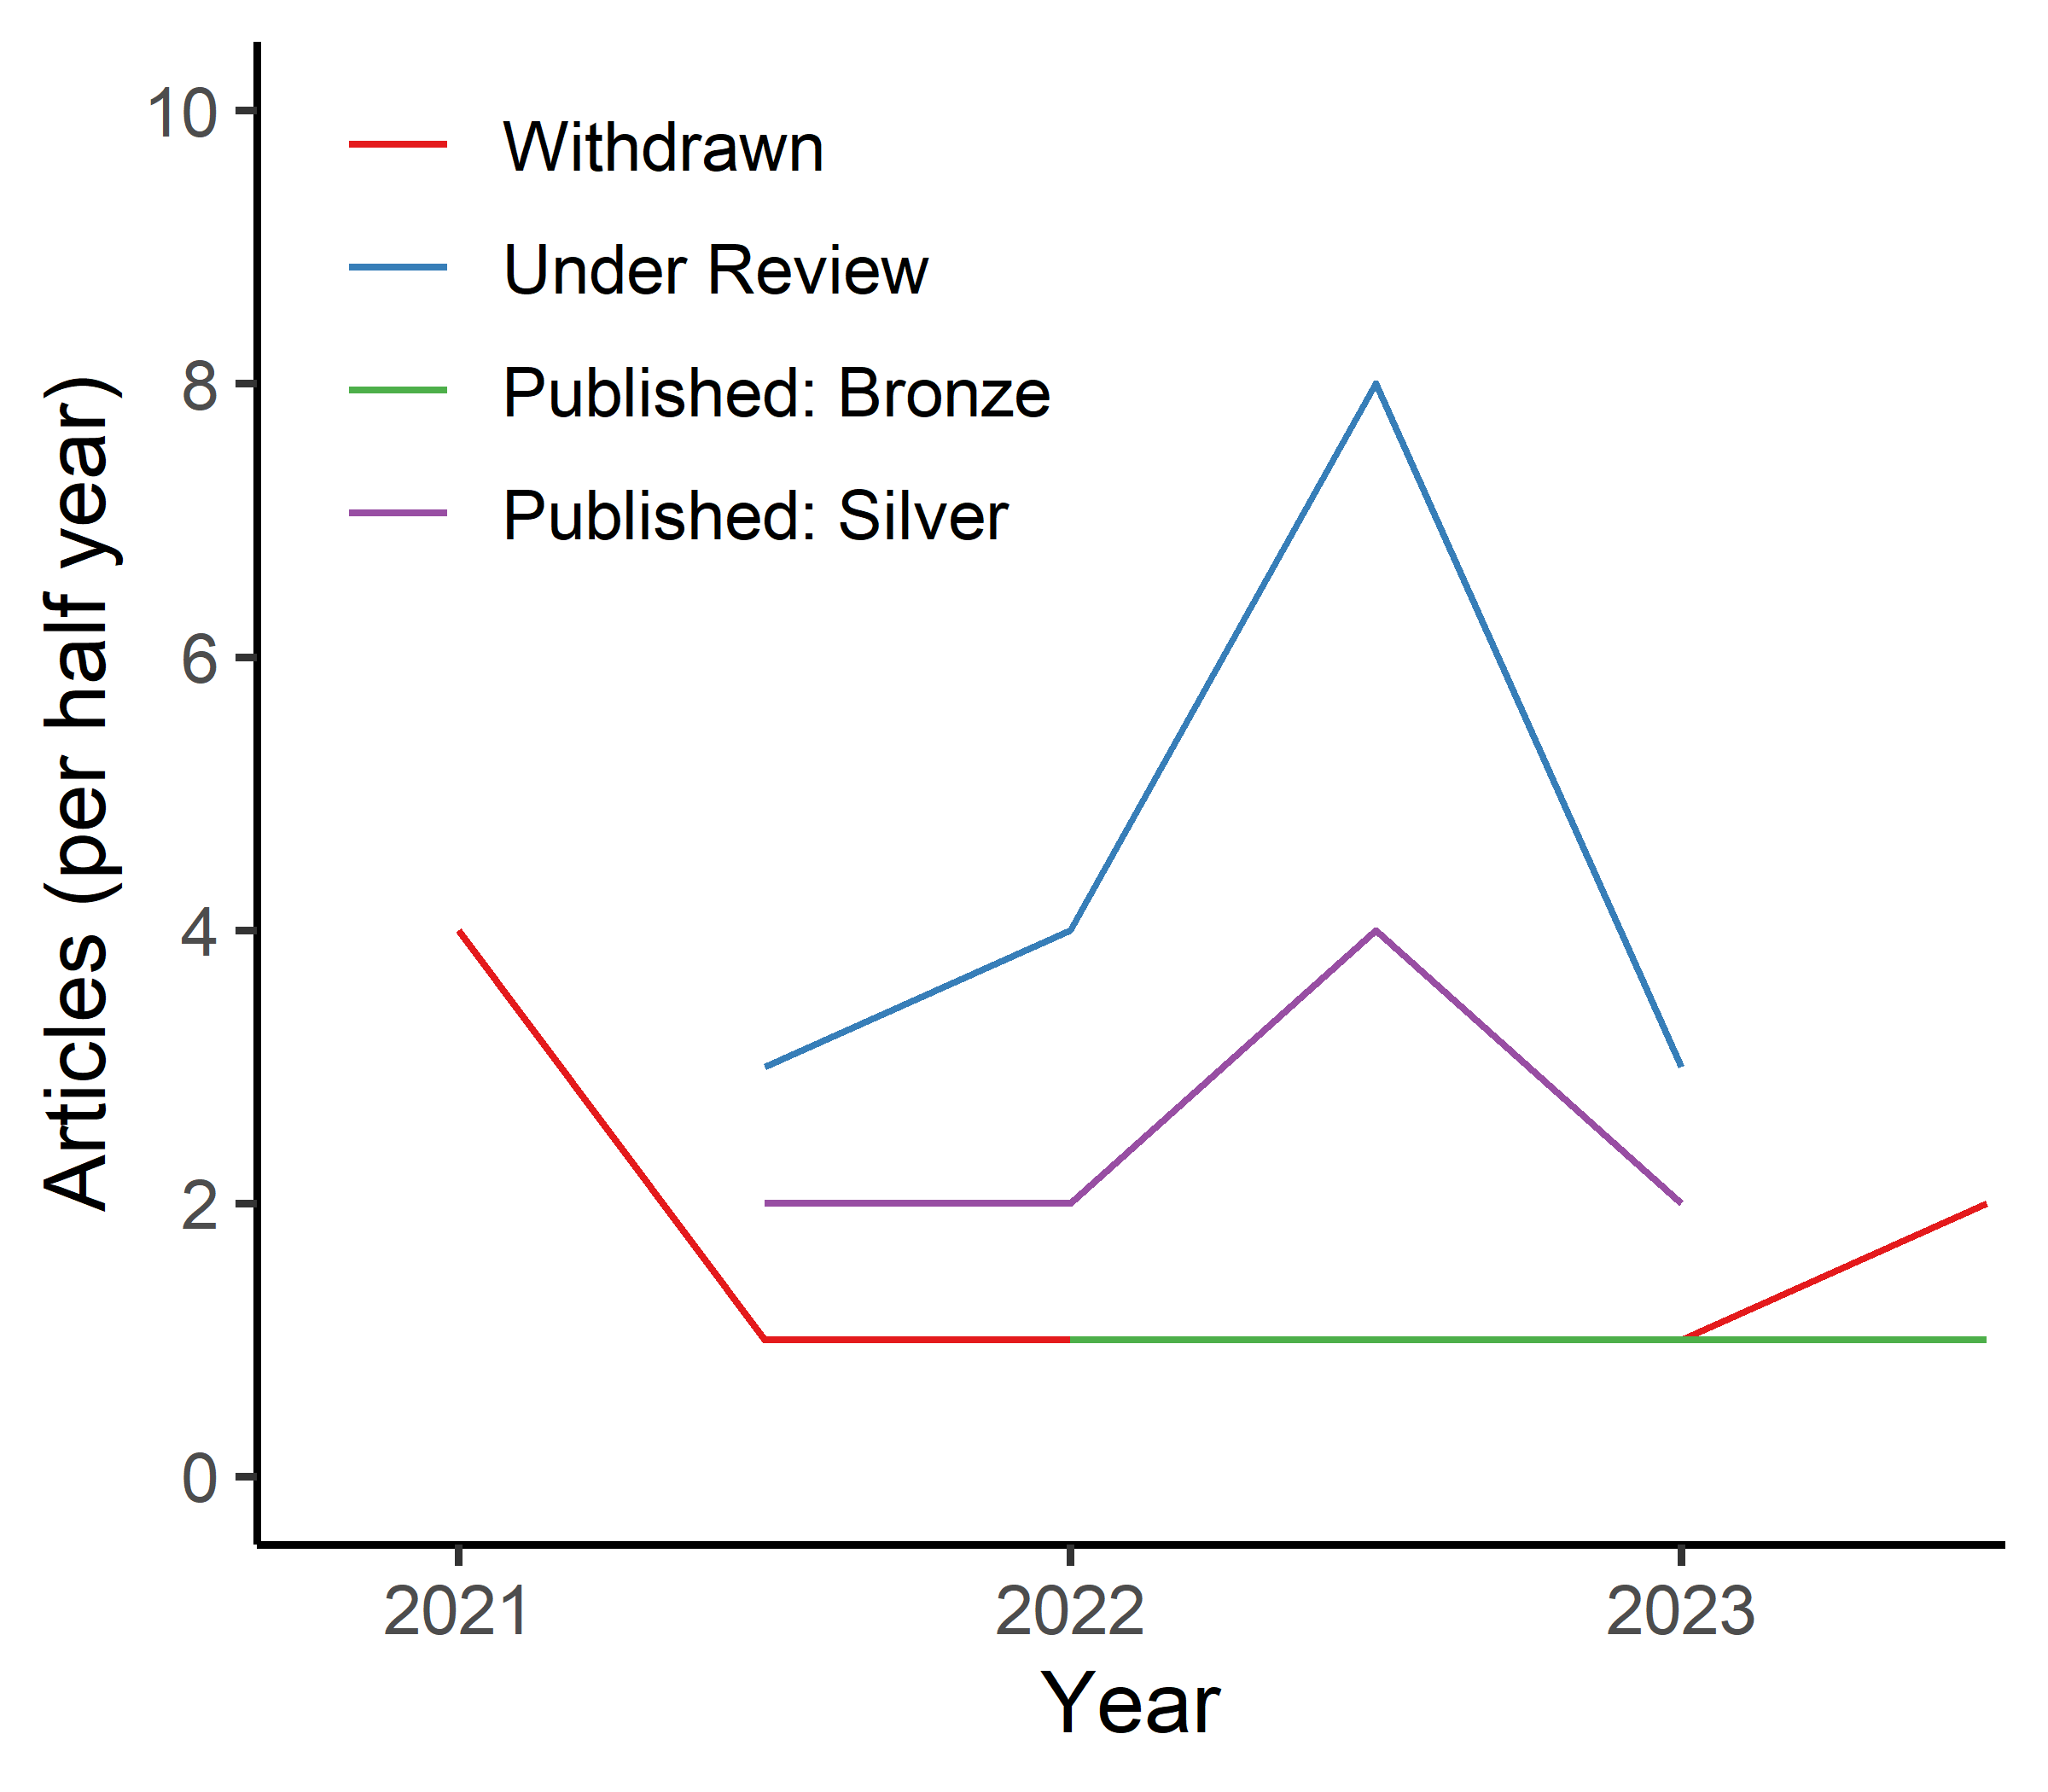 10
8
6
4
2
0
Articles (per half year)
Withdrawn
Under Review
Published: Bronze
Published: Silver
2021
2022
2023
Year